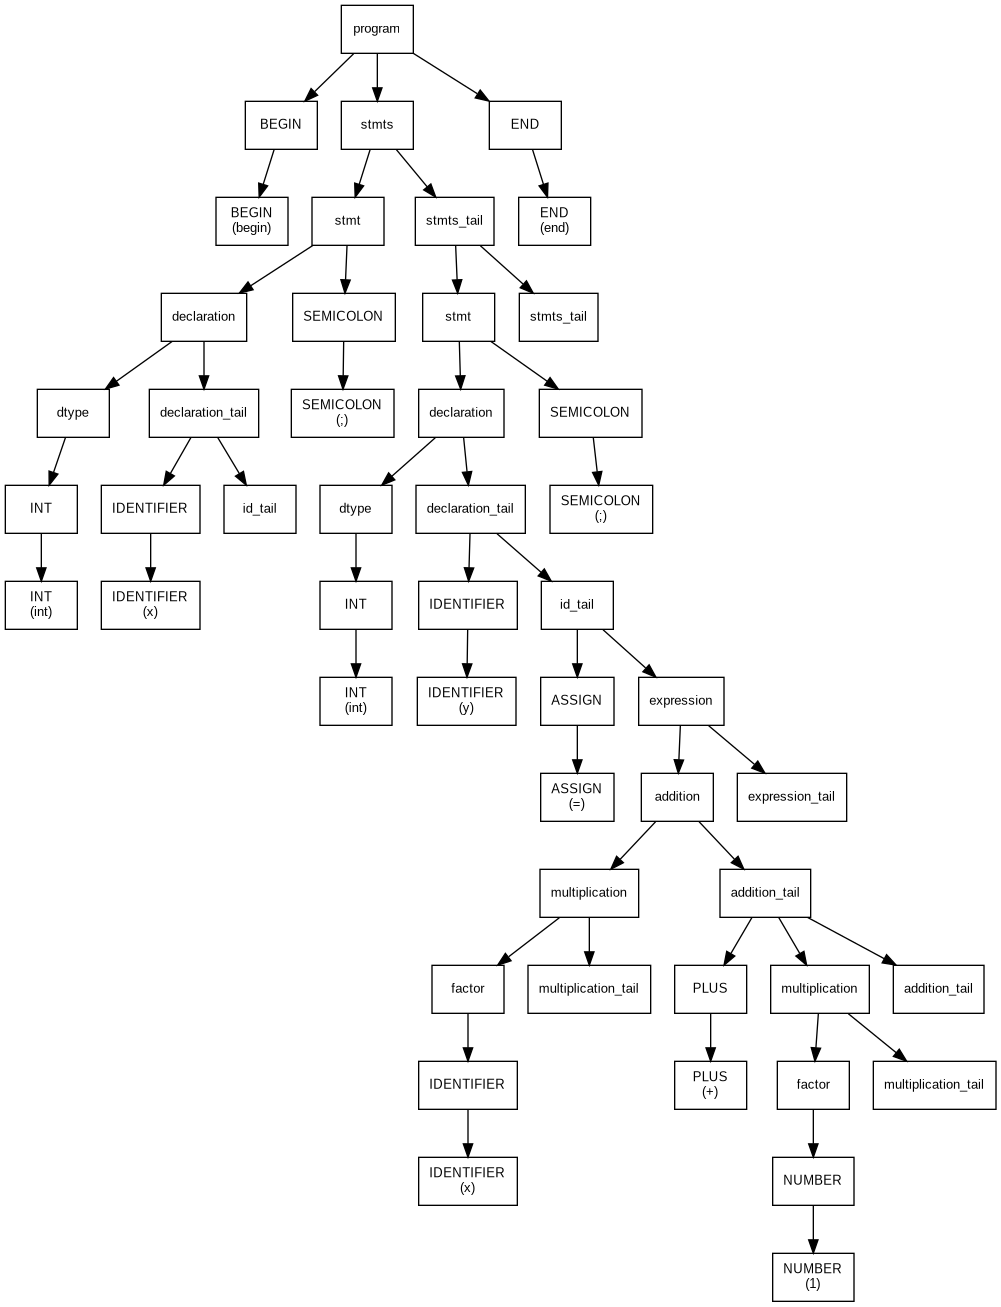 program
BEGIN
stmts
END
BEGIN
(begin)
stmt
stmts_tail
END
(end)
declaration
SEMICOLON
stmt
stmts_tail
dtype
declaration_tail
SEMICOLON
(;)
declaration
SEMICOLON
INT
IDENTIFIER
id_tail
dtype
declaration_tail
SEMICOLON
(;)
INT
(int)
IDENTIFIER
(x)
INT
IDENTIFIER
id_tail
INT
(int)
IDENTIFIER
(y)
ASSIGN
expression
ASSIGN
(=)
addition
expression_tail
multiplication
addition_tail
factor
multiplication_tail
PLUS
multiplication
addition_tail
IDENTIFIER
PLUS
(+)
factor
multiplication_tail
IDENTIFIER
(x)
NUMBER
NUMBER
(1)